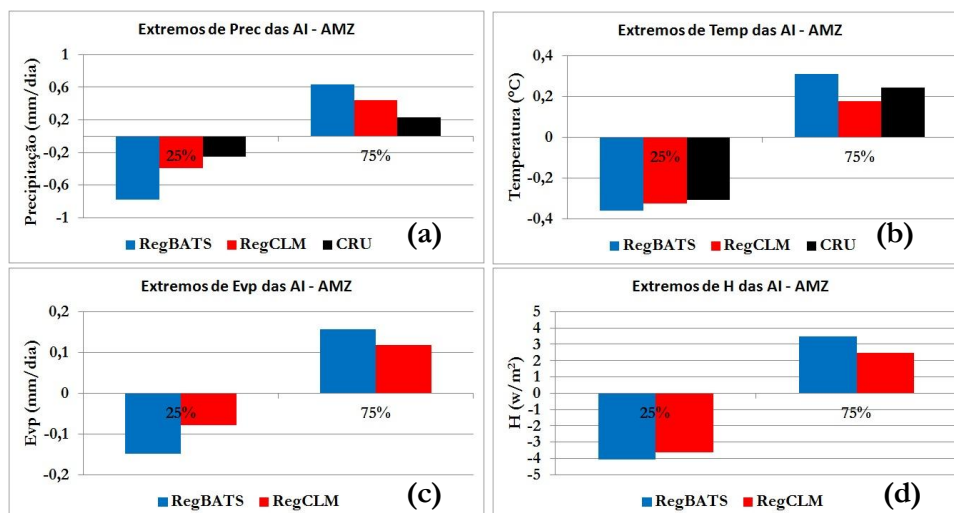 Extremos de Prec das AI - AMZ
Precipitação (mm/dia)
1
0,6
0,2
-0,2
-0,6
-1
25%
75%
RegBATS RegCLM CRU
(a)
Extremos de Temp das AI - AMZ
Temperatura (°C)
0,4
0,2
0
-0,2
-0,4
25%
75%
RegBATS RegCLM CRU
(b)
Extremos de Evp das AI - AMZ
Evp (mm/dia)
0,2
0,1
0
-0,1
-0,2
25%
75%
RegBATS RegCLM
(c)
Extremos de H das AI - AMZ
H (w/m²)
5
4
3
2
1
0
-1
-2
-3
-4
-5
25%
75%
RegBATS RegCLM
(d)